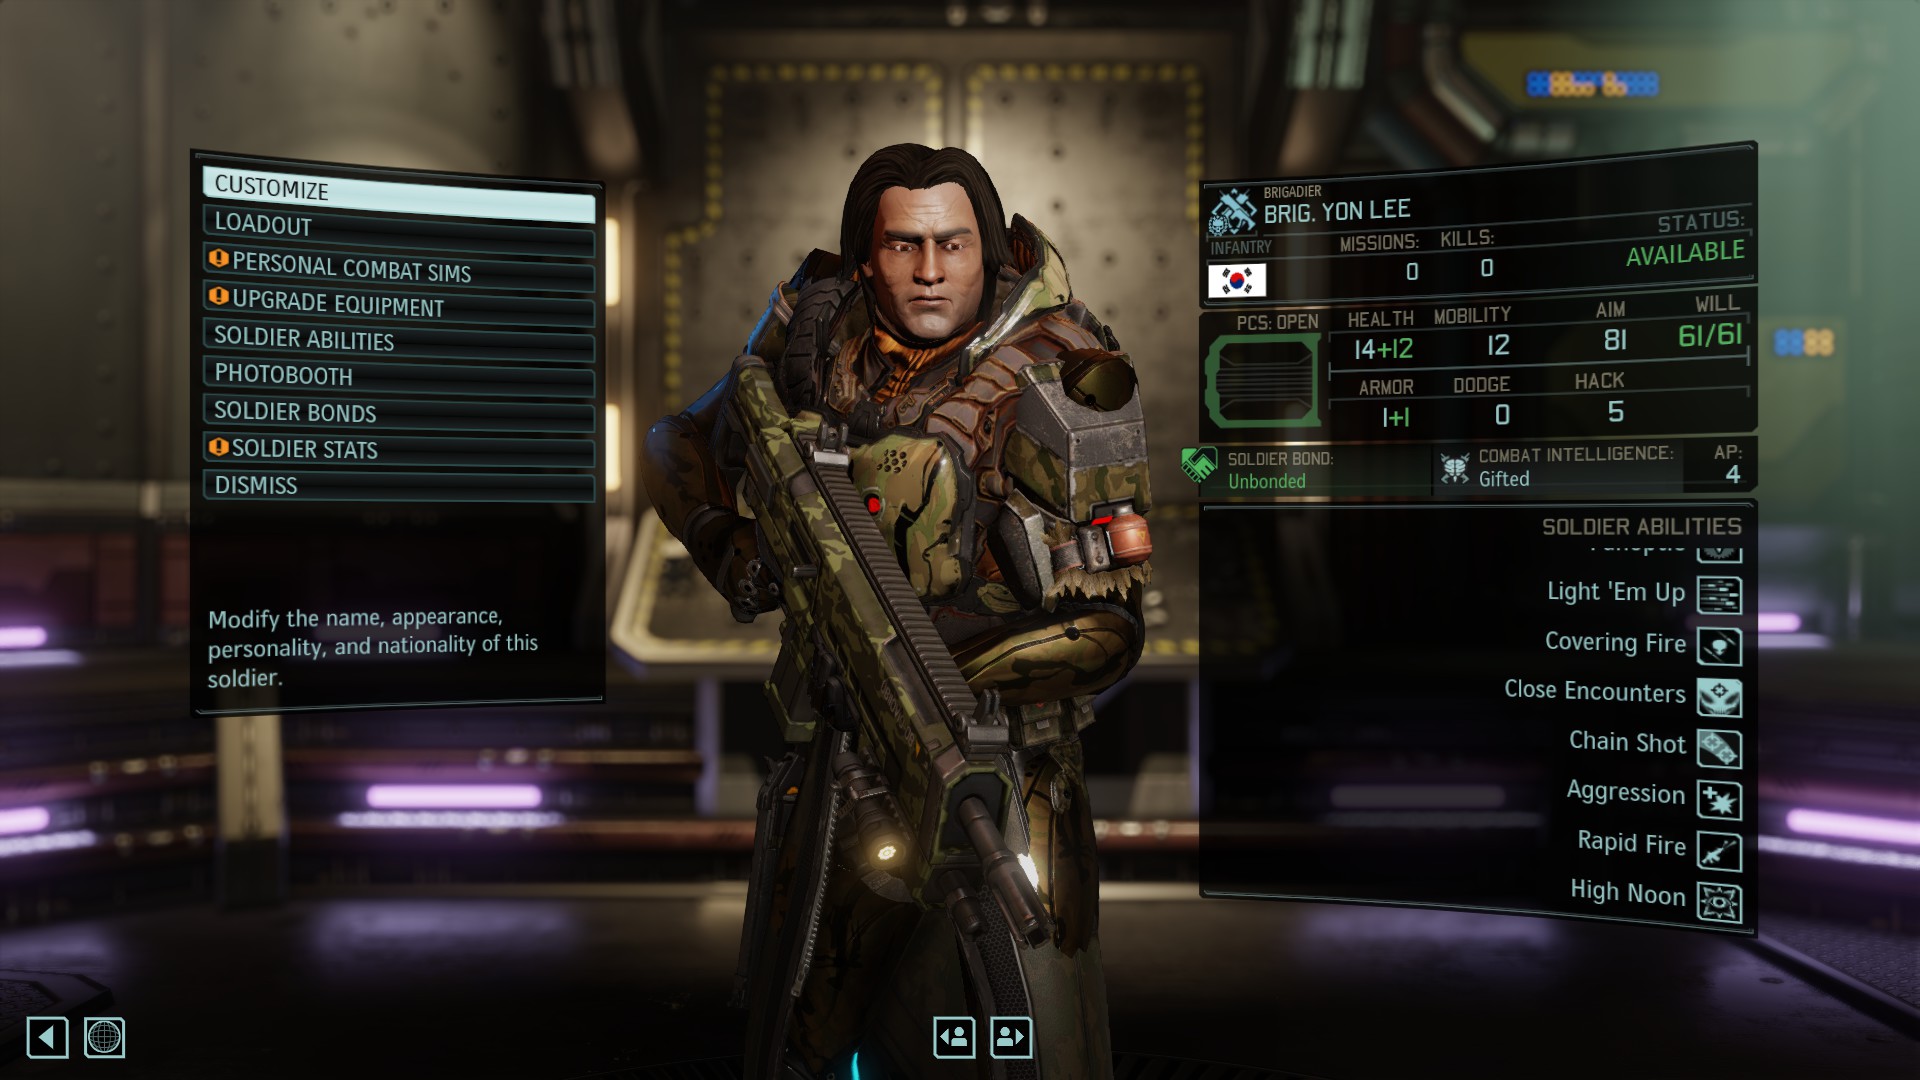 CUSTOMIZE
LOADOUT
PERSONAL COMBAT SIMS
UPGRADE EQUIPMENT
SOLDIER ABILITIES
PHOTOBOOTH
SOLDIER BONDS
SOLDIER STATS
DISMISS
Modify the name, appearance,
personality, and nationality of this
soldier.
BRIGADIER
BRIG. YON LEE
INFANTRY
MISSIONS: KILLS:
0 0
STATUS:
AVAILABLE
PCS: OPEN
HEALTH MOBILITY AIM WILL
14+12 12 81 61/61
ARMOR DODGE HACK
1+1 0 5
SOLDIER BOND:
Unbonded
COMBAT INTELLIGENCE:
Gifted
AP:
4
SOLDIER ABILITIES
Light 'Em Up
Covering Fire
Close Encounters
Chain Shot
Aggression
Rapid Fire
High Noon